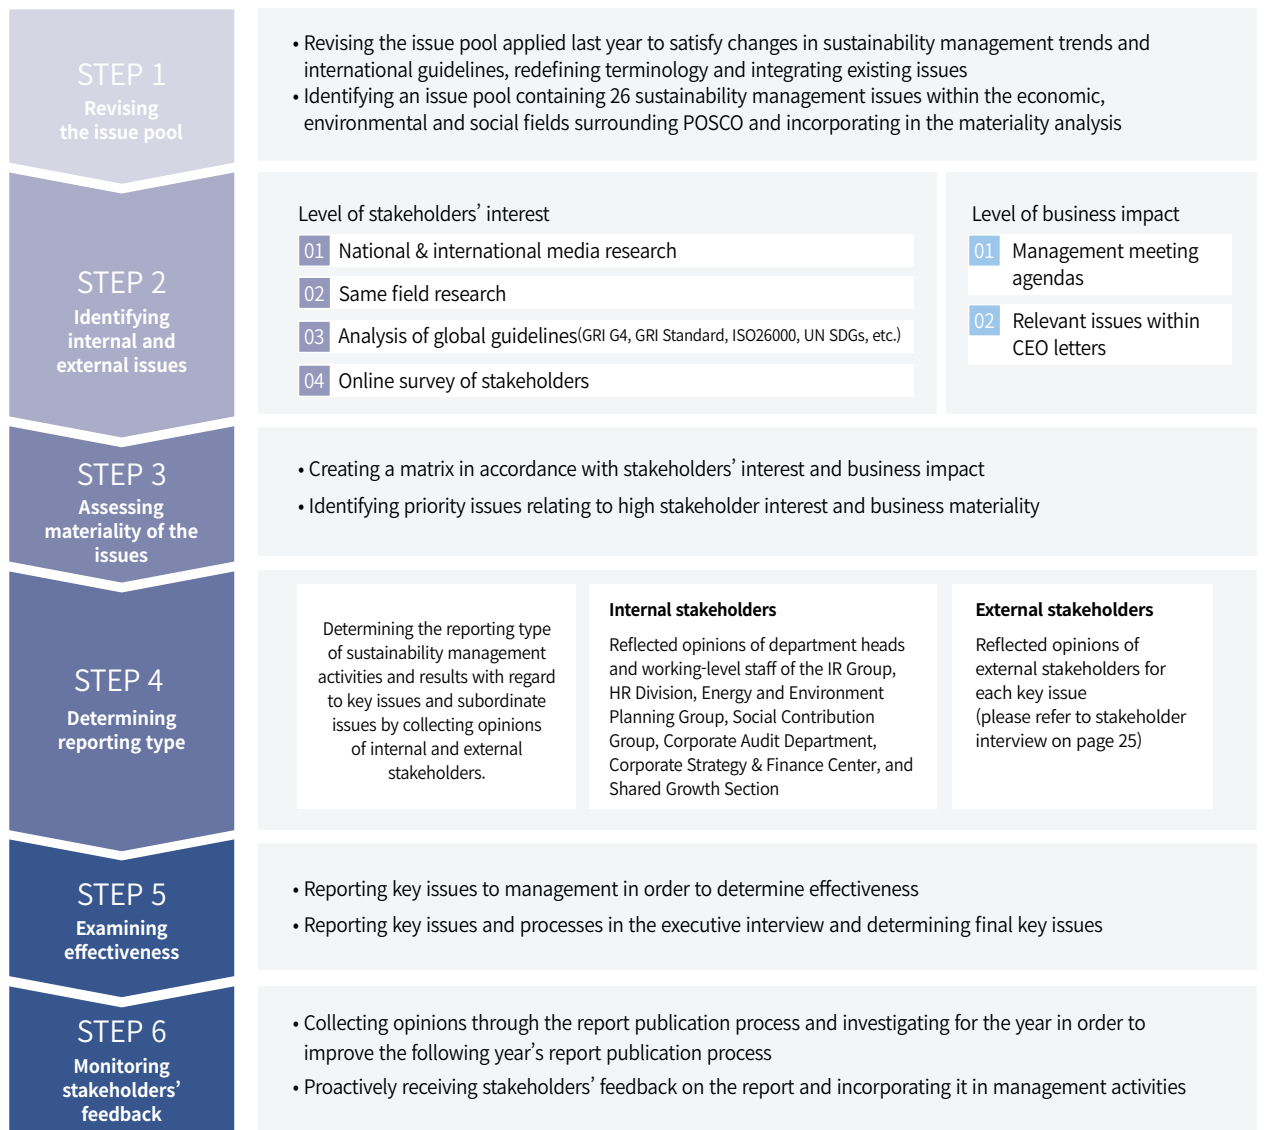 STEP 1
Revising
the issue pool
• Revising the issue pool applied last year to satisfy changes in sustainability management trends and
international guidelines, redefining terminology and integrating existing issues
• Identifying an issue pool containing 26 sustainability management issues within the economic,
environmental and social fields surrounding POSCO and incorporating in the materiality analysis
STEP 2
Identifying
internal and
external issues
Level of stakeholders’ interest
01 National & international media research
02 Same field research
03 Analysis of global guidelines(GRI G4, GRI Standard, ISO26000, UN SDGs, etc.)
04 Online survey of stakeholders
Level of business impact
01 Management meeting
agendas
02 Relevant issues within
CEO letters
STEP 3
Assessing
materiality of the
issues
• Creating a matrix in accordance with stakeholders’ interest and business impact
• Identifying priority issues relating to high stakeholder interest and business materiality
STEP 4
Determining
reporting type
Determining the reporting type
of sustainability management
activities and results with regard
to key issues and subordinate
issues by collecting opinions
of internal and external
stakeholders.
Internal stakeholders
Reflected opinions of department heads
and working-level staff of the IR Group,
HR Division, Energy and Environment
Planning Group, Social Contribution
Group, Corporate Audit Department,
Corporate Strategy & Finance Center, and
Shared Growth Section
External stakeholders
Reflected opinions of
external stakeholders for
each key issue
(please refer to stakeholder
interview on page 25)
STEP 5
Examining
effectiveness
• Reporting key issues to management in order to determine effectiveness
• Reporting key issues and processes in the executive interview and determining final key issues
STEP 6
Monitoring
stakeholders’
feedback
• Collecting opinions through the report publication process and investigating for the year in order to
improve the following year’s report publication process
• Proactively receiving stakeholders’ feedback on the report and incorporating it in management activities